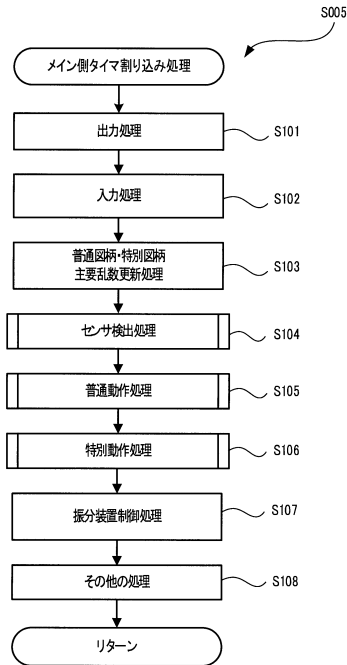 S005
メイン側タイマ割り込み処理
出力処理
S101
入力処理
S102
普通図柄・特別図柄
主要乱数更新処理
S103
センサ検出処理
S104
普通動作処理
S105
特別動作処理
S106
振分装置制御処理
S107
その他の処理
S108
リターン